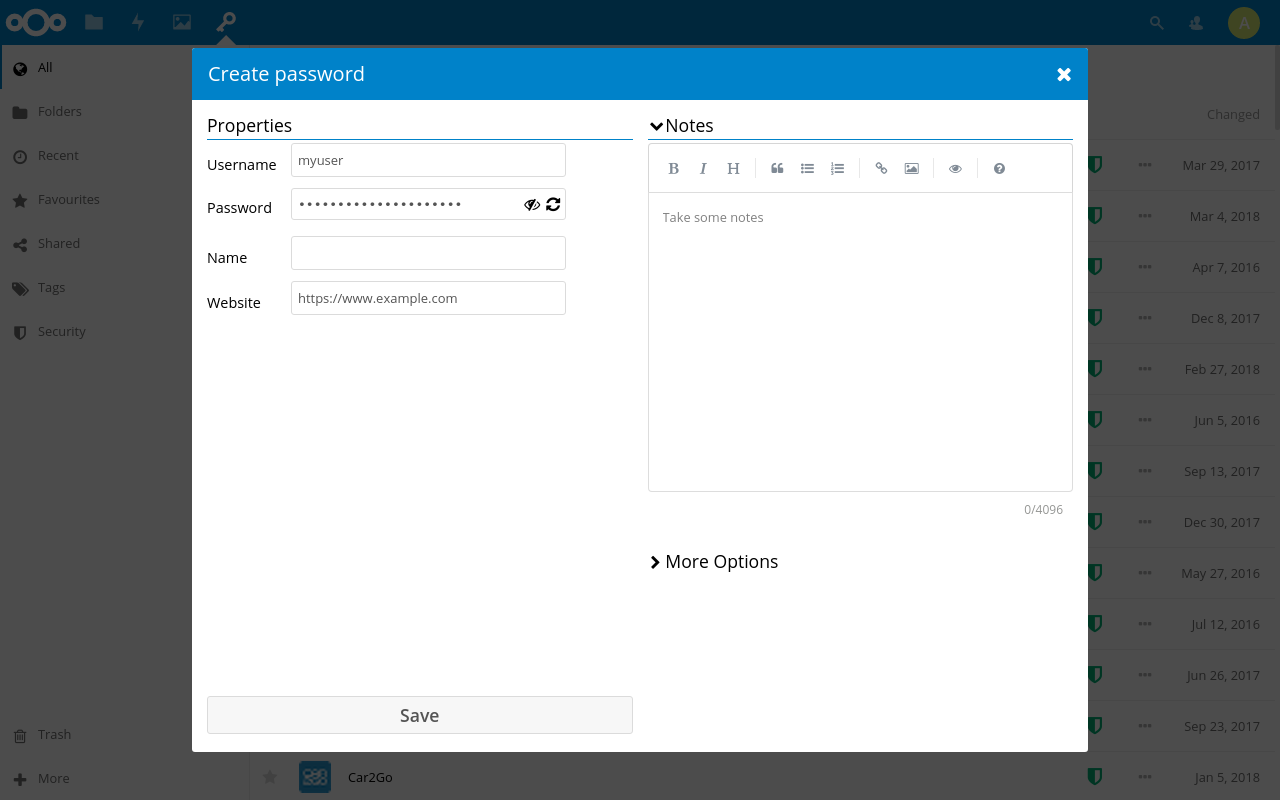 A
All
Folders
Recent
Favourites
Shared
Tags
Security
Trash
More
Create password
Properties
Username
myuser
Password
•••••••••••••••••••••
Name
Website
https://www.example.com
Save
Notes
B I H
Take some notes
0/4096
More Options
Changed
Mar 29, 2017
Mar 4, 2018
Apr 7, 2016
Dec 8, 2017
Feb 27, 2018
Jun 5, 2016
Sep 13, 2017
Dec 30, 2017
May 27, 2016
Jul 12, 2016
Jun 26, 2017
Sep 23, 2017
Car2Go
Jan 5, 2018